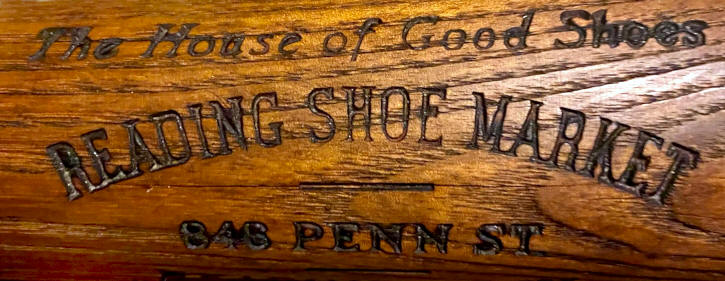 The House of Good Shoes
READING SHOE MARKET
848 PENN ST